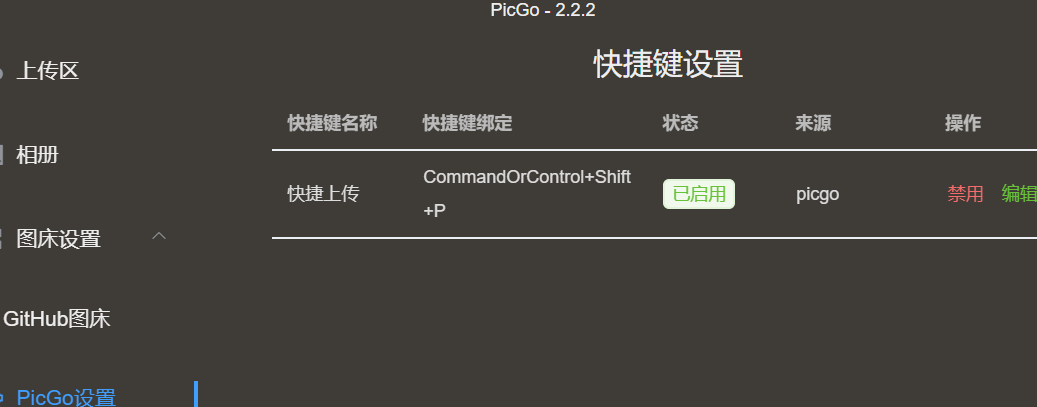 PicGo - 2.2.2
上传区
相册
图床设置
GitHub图床
PicGo设置
快捷键设置
快捷键名称 快捷键绑定 状态 来源 操作
快捷上传 CommandOrControl+Shift
+P 已启用 picgo 禁用 编辑